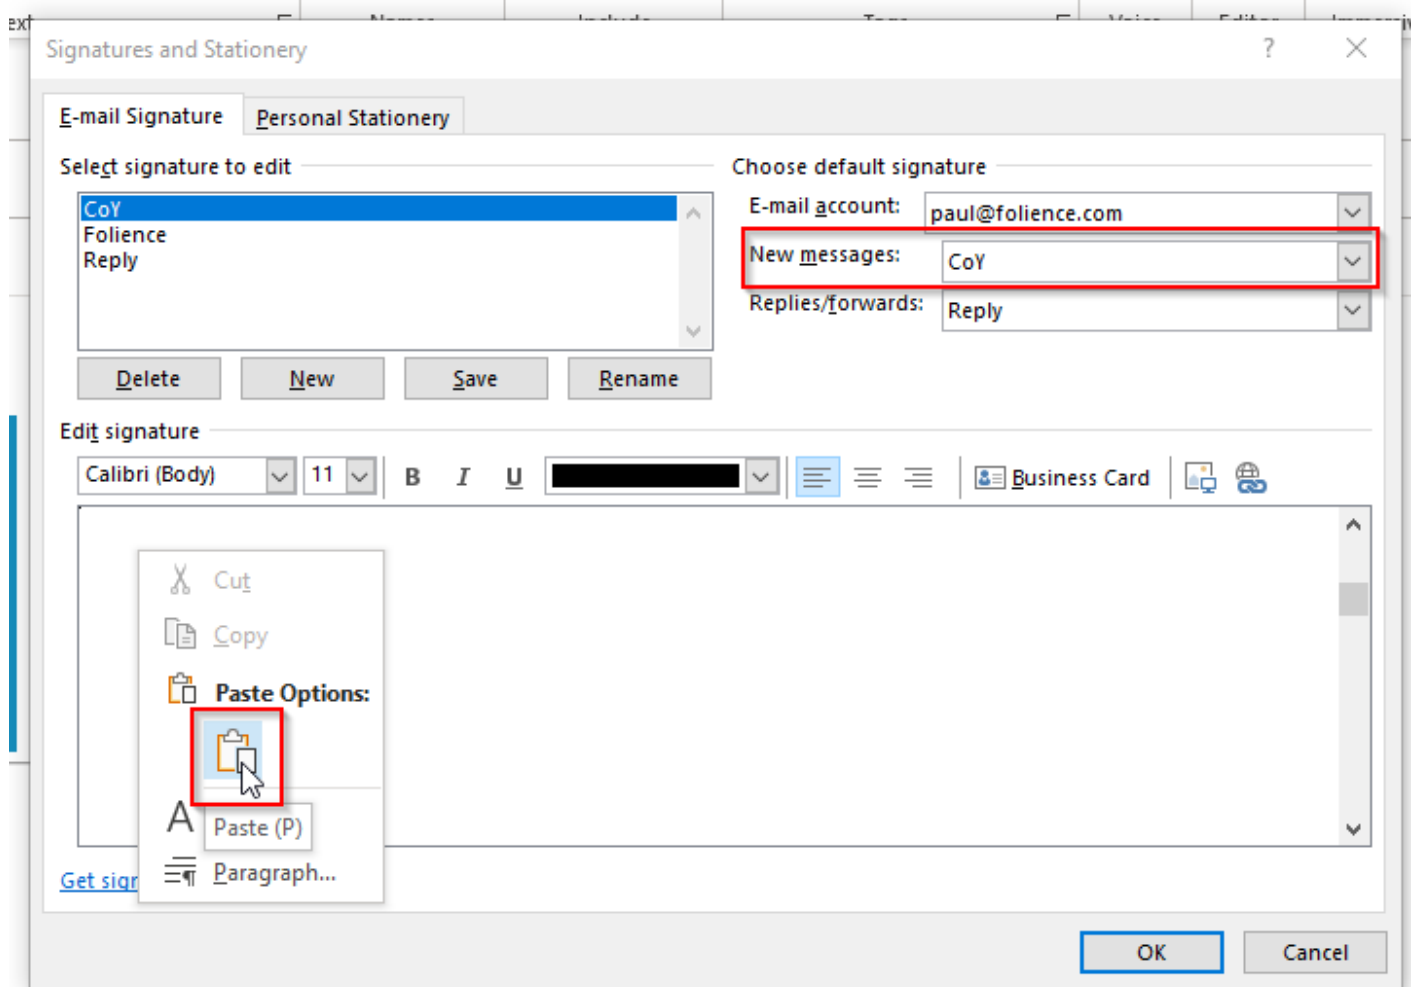 Signatures and Stationery
?
E-mail Signature
Personal Stationery
Select signature to edit
Choose default signature
CoY
Folience
Reply
E-mail account:
paul@folience.com
New messages:
CoY
Replies/forwards:
Reply
Delete
New
Save
Rename
Edit signature
Calibri (Body)
11
B
I
U
Business Card
Cut
Copy
Paste Options:
A
Paste (P)
Paragraph...
Get sign
OK
Cancel